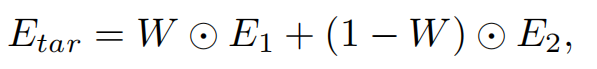 E_{tar} = W ⊙ E_1 + (1 − W) ⊙ E_2,